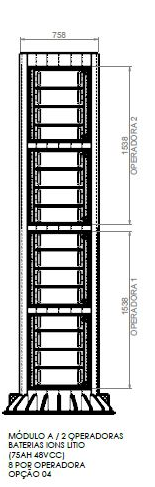 758
1538
OPERADORA 2
1538
OPERADORA 1
MÓDULO A / 2 OPERADORAS
BATERIAS IONS LÍTIO
(75AH 48VCC)
8 POR OPERADORA
OPÇÃO 04